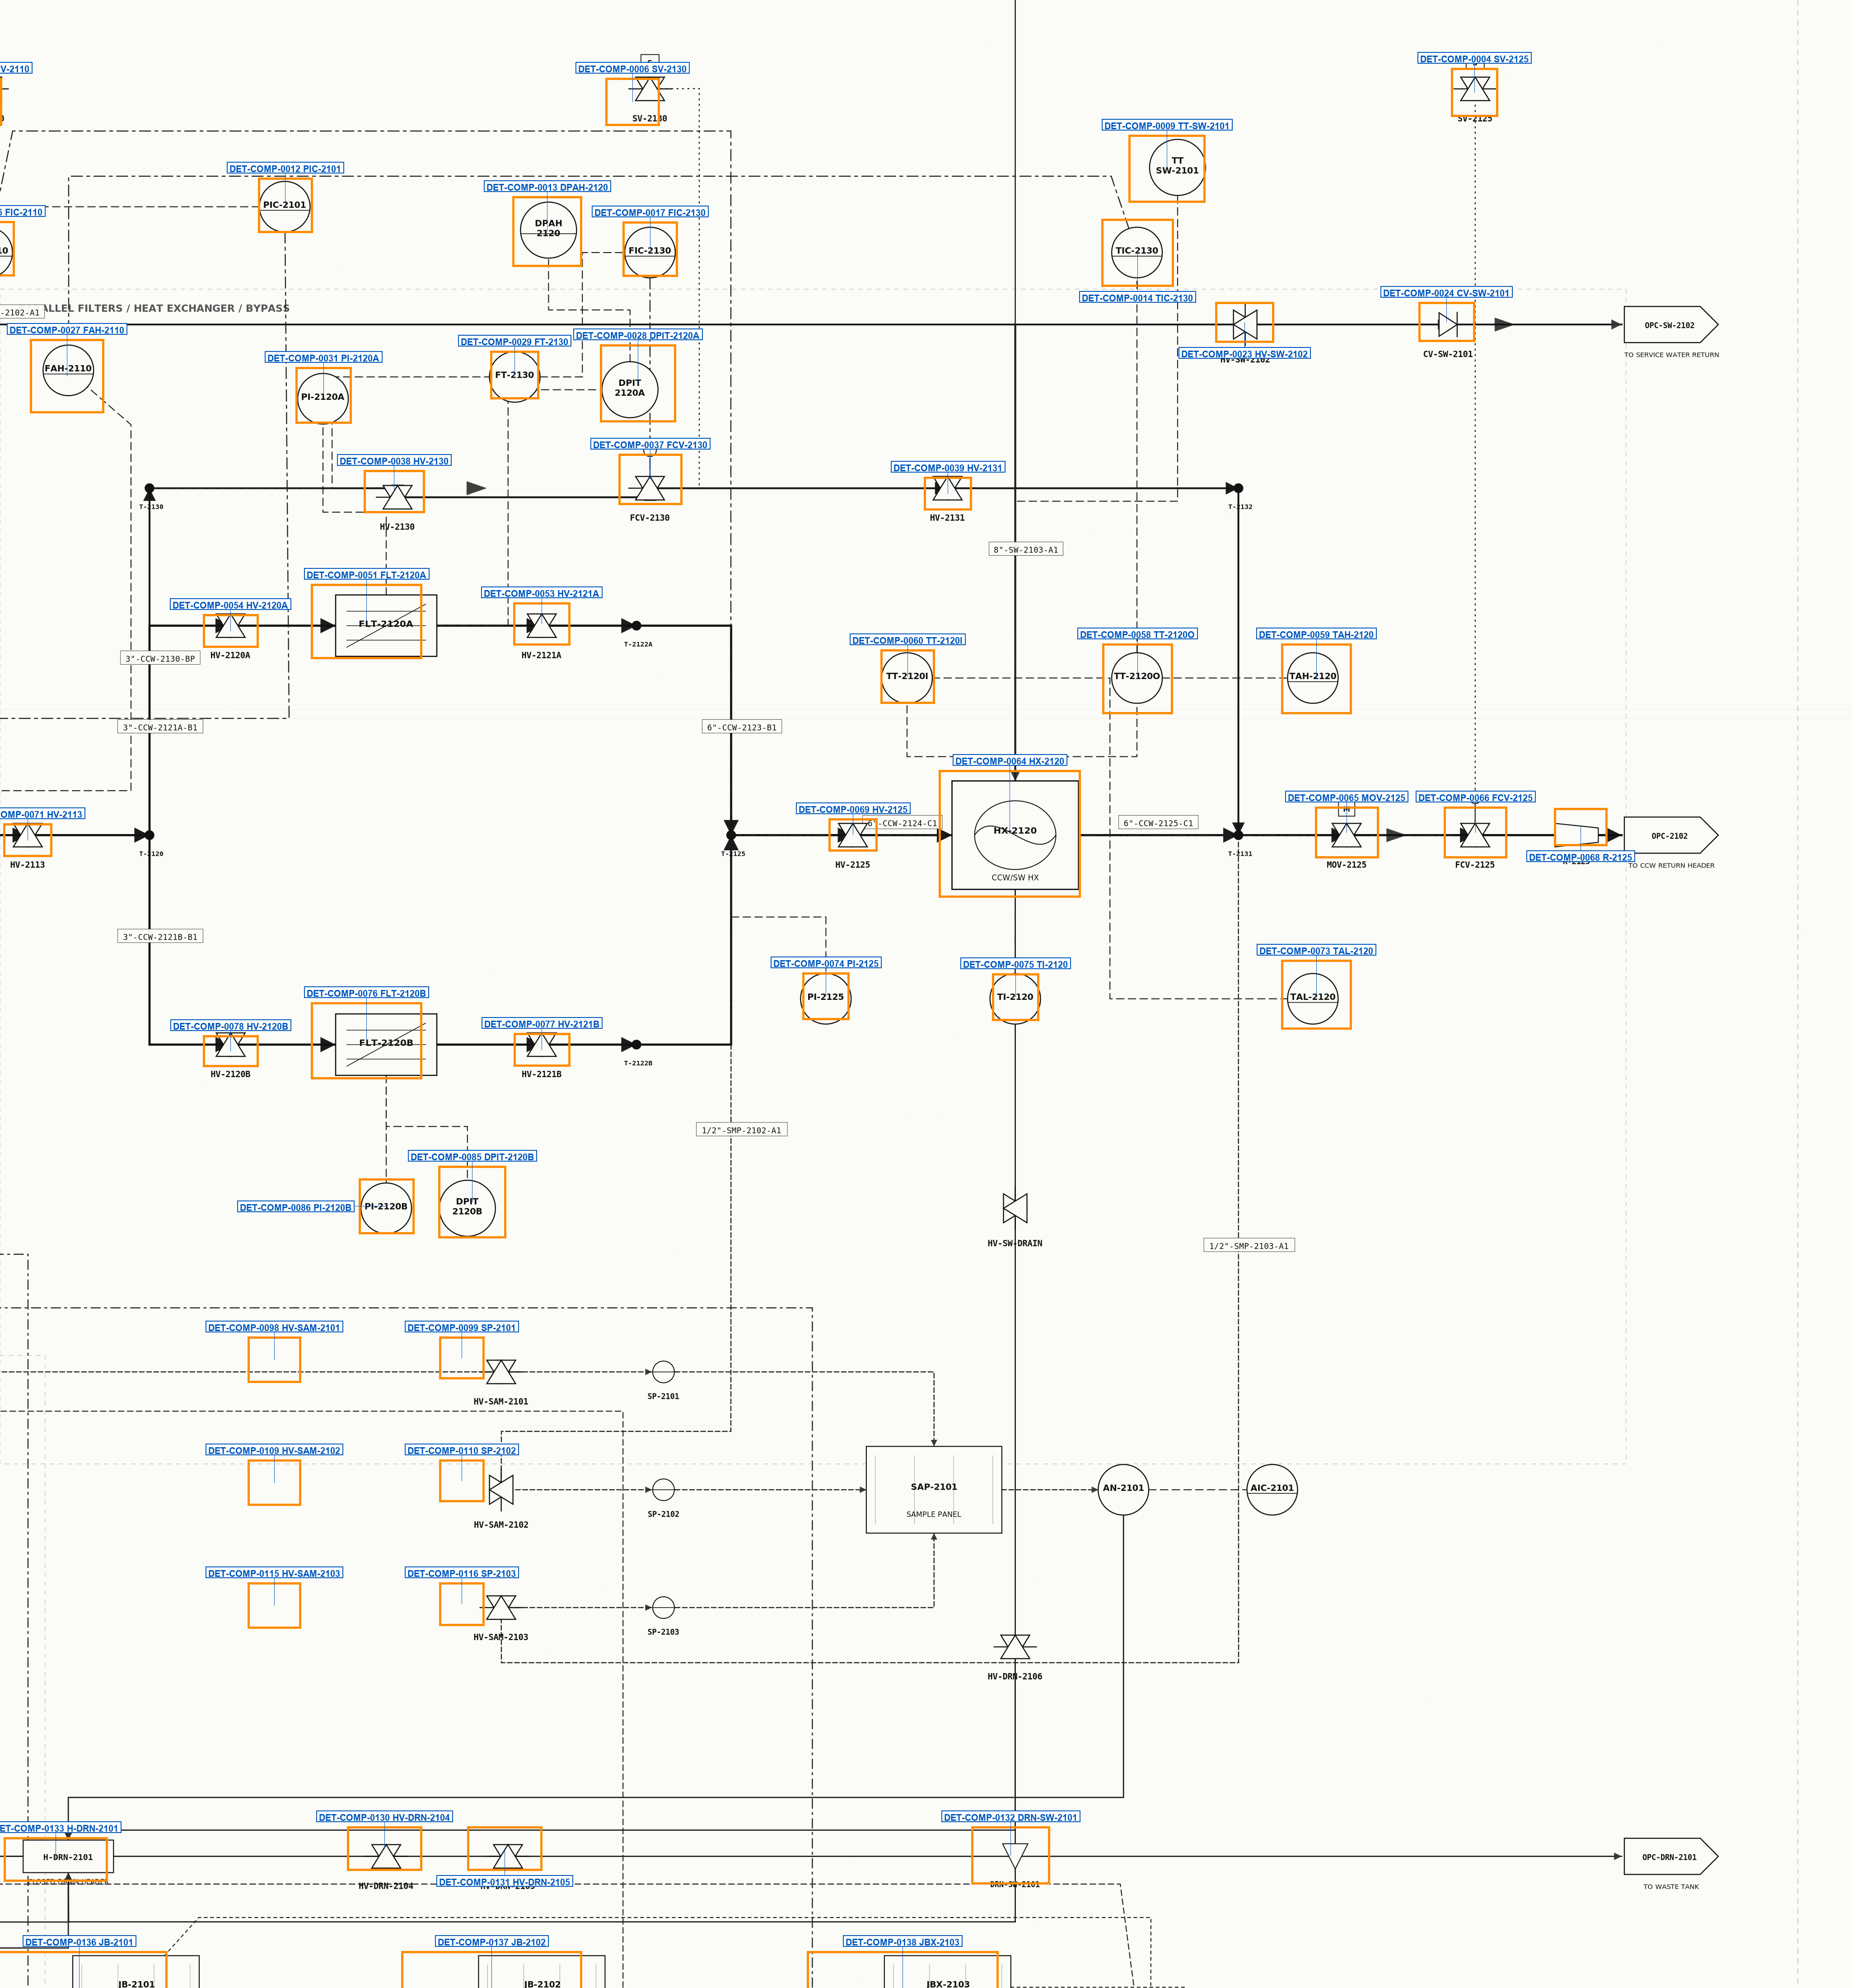 V-2110
DET-COMP-0006 SV-2130
SV-2130
DET-COMP-0004 SV-2125
SV-2125
DET-COMP-0009 TT-SW-2101
TT
SW-2101
DET-COMP-0012 PIC-2101
PIC-2101
DET-COMP-0013 DPAH-2120
DPAH
2120
DET-COMP-0017 FIC-2130
FIC-2130
FIC-2110
10
TIC-2130
DET-COMP-0014 TIC-2130
DET-COMP-0024 CV-SW-2101
CV-SW-2101
DET-COMP-0023 HV-SW-2102
HV-SW-2102
OPC-SW-2102
TO SERVICE WATER RETURN
ALLEL FILTERS / HEAT EXCHANGER / BYPASS
-2102-A1
DET-COMP-0027 FAH-2110
FAH-2110
DET-COMP-0031 PI-2120A
PI-2120A
DET-COMP-0029 FT-2130
FT-2130
DET-COMP-0028 DPIT-2120A
DPIT
2120A
DET-COMP-0037 FCV-2130
FCV-2130
DET-COMP-0038 HV-2130
HV-2130
DET-COMP-0039 HV-2131
HV-2131
T-2130
T-2132
8"-SW-2103-A1
DET-COMP-0051 FLT-2120A
FLT-2120A
DET-COMP-0054 HV-2120A
HV-2120A
DET-COMP-0053 HV-2121A
HV-2121A
T-2122A
3"-CCW-2130-BP
DET-COMP-0060 TT-2120I
TT-2120I
DET-COMP-0058 TT-2120O
TT-2120O
DET-COMP-0059 TAH-2120
TAH-2120
3"-CCW-2121A-B1
6"-CCW-2123-B1
DET-COMP-0064 HX-2120
HX-2120
CCW/SW HX
OMP-0071 HV-2113
HV-2113
T-2120
T-2125
DET-COMP-0069 HV-2125
HV-2125
6"-CCW-2124-C1
6"-CCW-2125-C1
T-2131
DET-COMP-0065 MOV-2125
M
MOV-2125
DET-COMP-0066 FCV-2125
FCV-2125
DET-COMP-0068 R-2125
R-2125
OPC-2102
TO CCW RETURN HEADER
3"-CCW-2121B-B1
DET-COMP-0074 PI-2125
PI-2125
DET-COMP-0075 TI-2120
TI-2120
DET-COMP-0073 TAL-2120
TAL-2120
DET-COMP-0076 FLT-2120B
FLT-2120B
DET-COMP-0078 HV-2120B
HV-2120B
DET-COMP-0077 HV-2121B
HV-2121B
T-2122B
1/2"-SMP-2102-A1
DET-COMP-0085 DPIT-2120B
DPIT
2120B
DET-COMP-0086 PI-2120B
PI-2120B
HV-SW-DRAIN
1/2"-SMP-2103-A1
DET-COMP-0098 HV-SAM-2101
DET-COMP-0099 SP-2101
HV-SAM-2101
SP-2101
DET-COMP-0109 HV-SAM-2102
DET-COMP-0110 SP-2102
HV-SAM-2102
SP-2102
SAP-2101
SAMPLE PANEL
AN-2101
AIC-2101
DET-COMP-0115 HV-SAM-2103
DET-COMP-0116 SP-2103
HV-SAM-2103
SP-2103
HV-DRN-2106
ET-COMP-0133 H-DRN-2101
H-DRN-2101
CLOSED DRAIN HEADER
DET-COMP-0130 HV-DRN-2104
HV-DRN-2104
DET-COMP-0131 HV-DRN-2105
HV-DRN-2105
DET-COMP-0132 DRN-SW-2101
DRN-SW-2101
OPC-DRN-2101
TO WASTE TANK
DET-COMP-0136 JB-2101
JB-2101
DET-COMP-0137 JB-2102
JB-2102
DET-COMP-0138 JBX-2103
JBX-2103